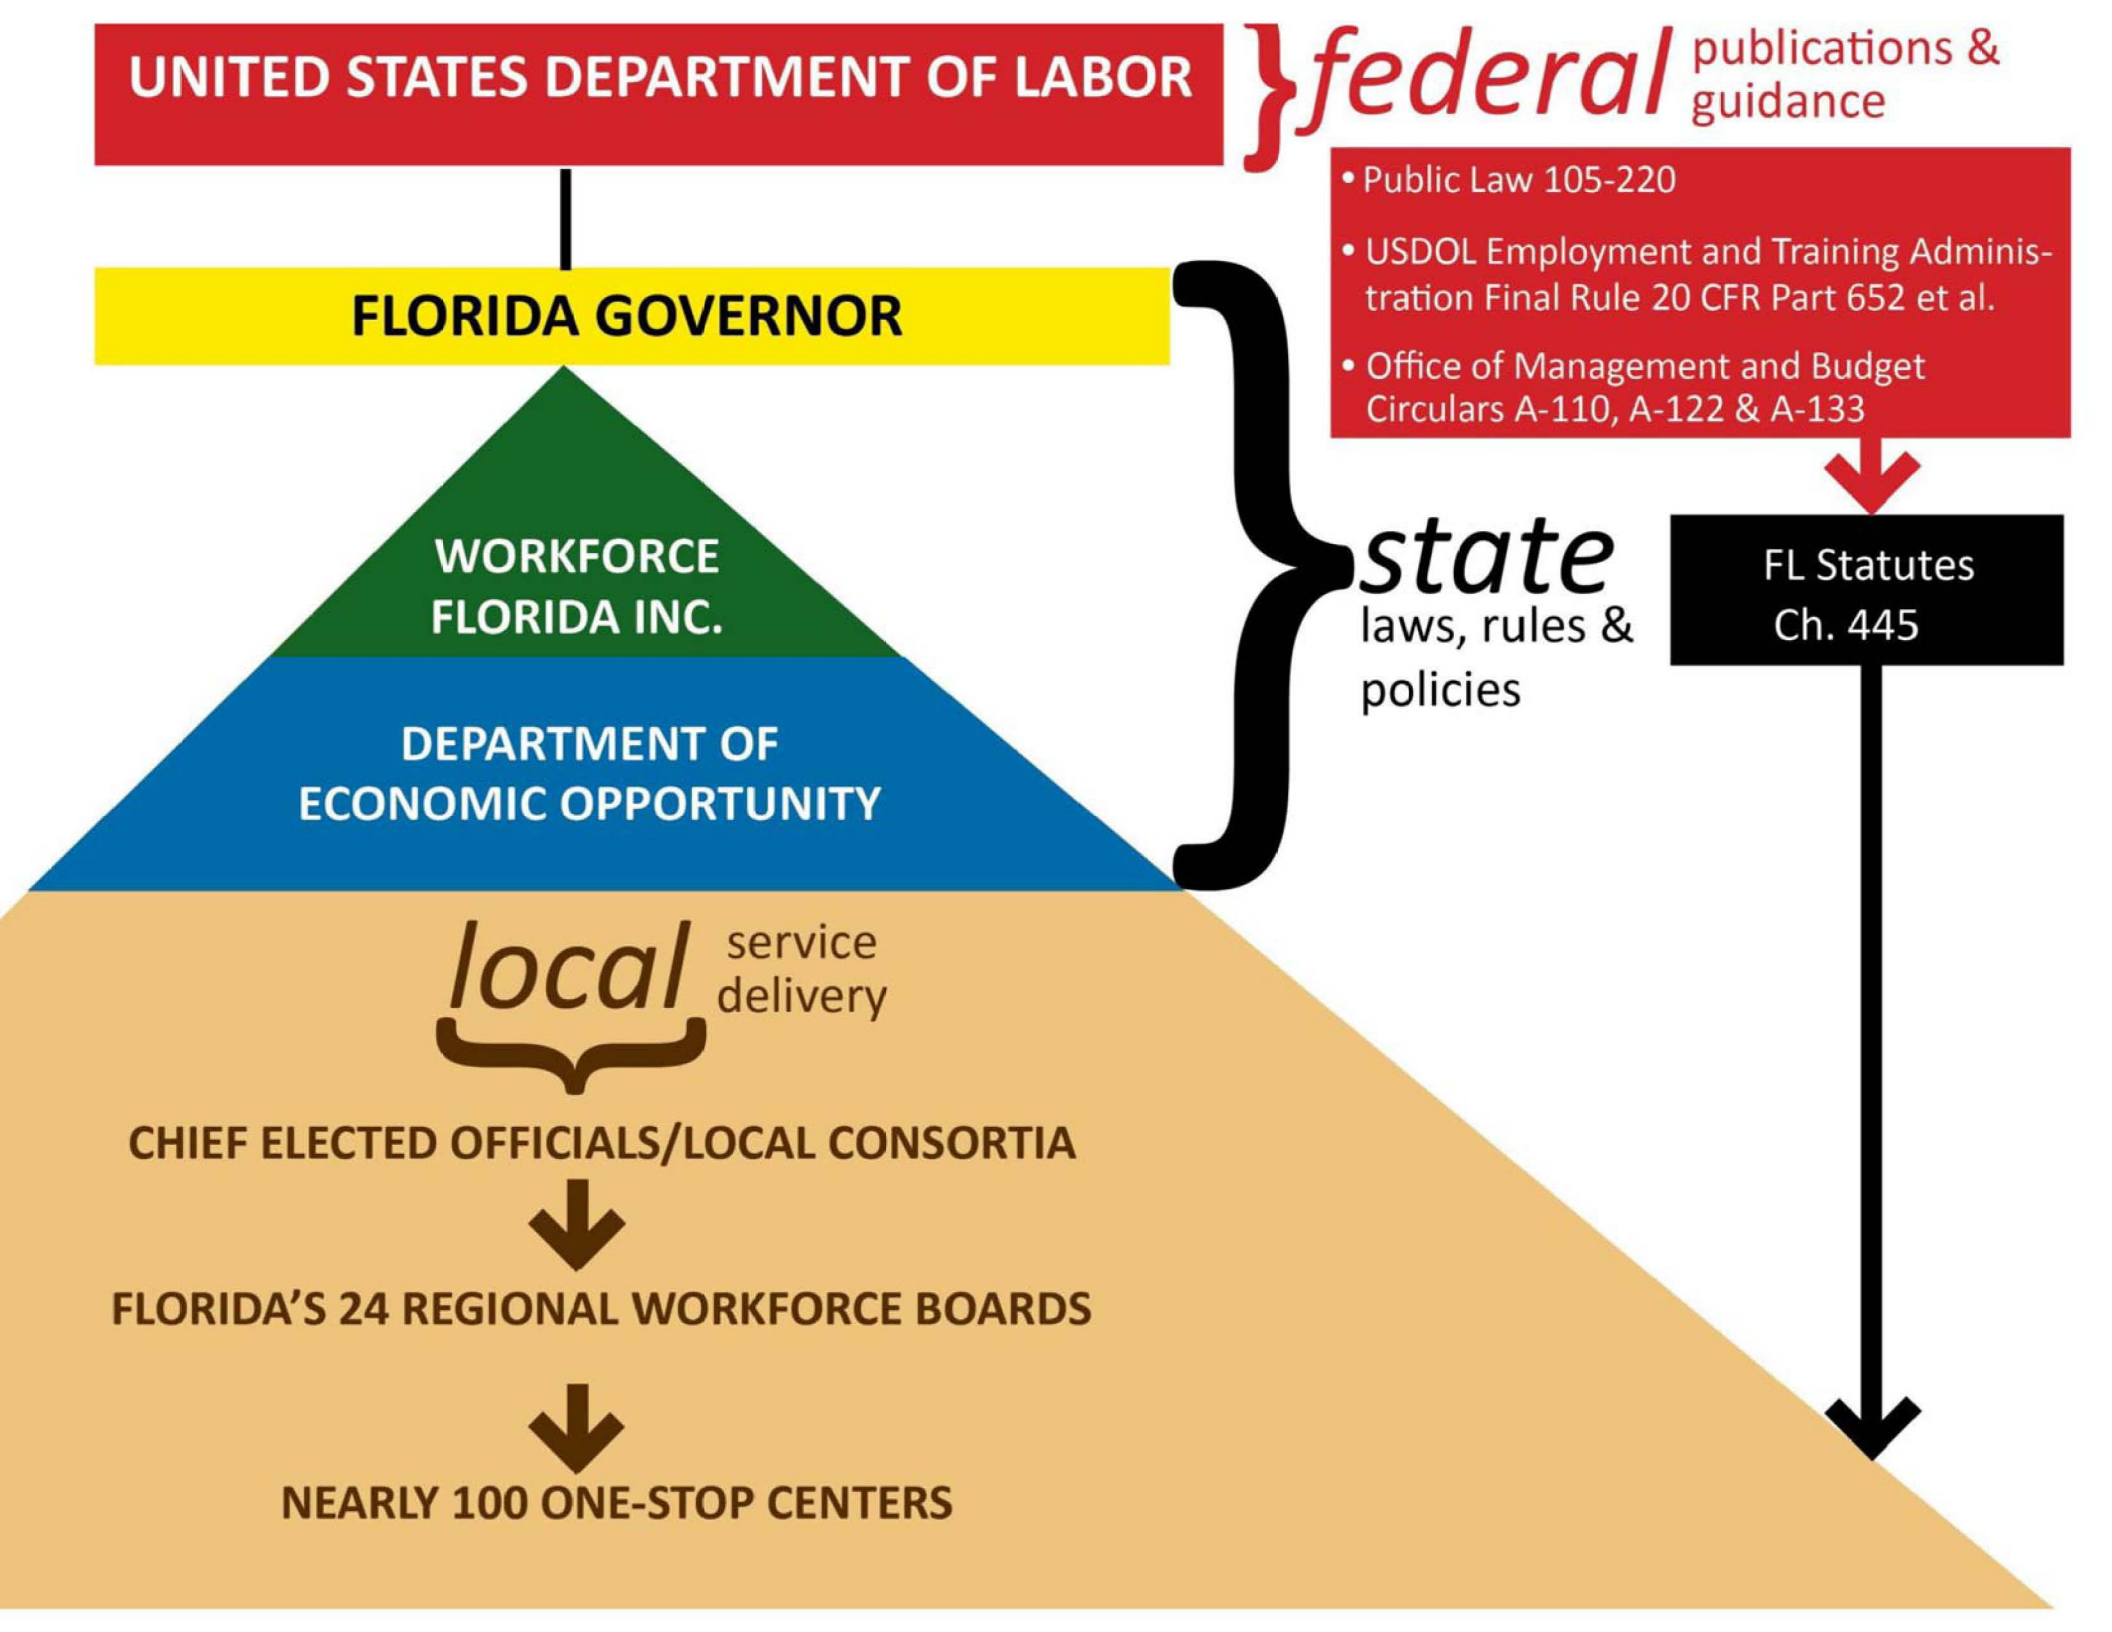 UNITED STATES DEPARTMENT OF LABOR
federal
publications &
guidance
• Public Law 105-220
• USDOL Employment and Training Adminis-
tration Final Rule 20 CFR Part 652 et al.
• Office of Management and Budget
Circulars A-110, A-122 & A-133
FLORIDA GOVERNOR
WORKFORCE
FLORIDA INC.
DEPARTMENT OF
ECONOMIC OPPORTUNITY
state
laws, rules &
policies
FL Statutes
Ch. 445
local
service
delivery
CHIEF ELECTED OFFICIALS/LOCAL CONSORTIA
FLORIDA’S 24 REGIONAL WORKFORCE BOARDS
NEARLY 100 ONE-STOP CENTERS